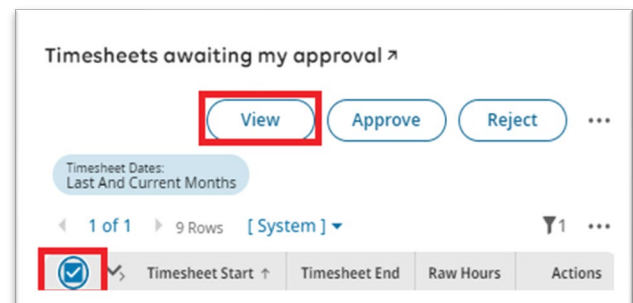 Timesheets awaiting my approval ↗
View Approve Reject ...
Timesheet Dates:
Last And Current Months
1 of 1 9 Rows [ System ] 1 ...
Timesheet Start ↑ Timesheet End Raw Hours Actions